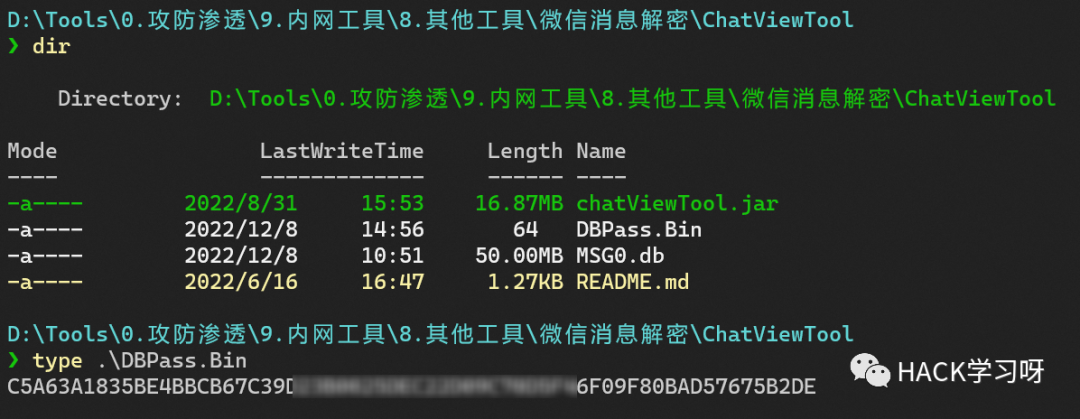 D:\Tools\0.攻防渗透\9.内网工具\8.其他工具\微信消息解密\ChatViewTool
❯ dir
Directory: D:\Tools\0.攻防渗透\9.内网工具\8.其他工具\微信消息解密\ChatViewTool
Mode LastWriteTime Length Name
---- ------------- ------ ----
-a---- 2022/8/31 15:53 16.87MB chatViewTool.jar
-a---- 2022/12/8 14:56 64 DBPass.Bin
-a---- 2022/12/8 10:51 50.00MB MSG0.db
-a---- 2022/6/16 16:47 1.27KB README.md
D:\Tools\0.攻防渗透\9.内网工具\8.其他工具\微信消息解密\ChatViewTool
❯ type .\DBPass.Bin
C5A63A1835BE4BBCB67C39 6F09F80BAD57675B2DE
HACK学习呀